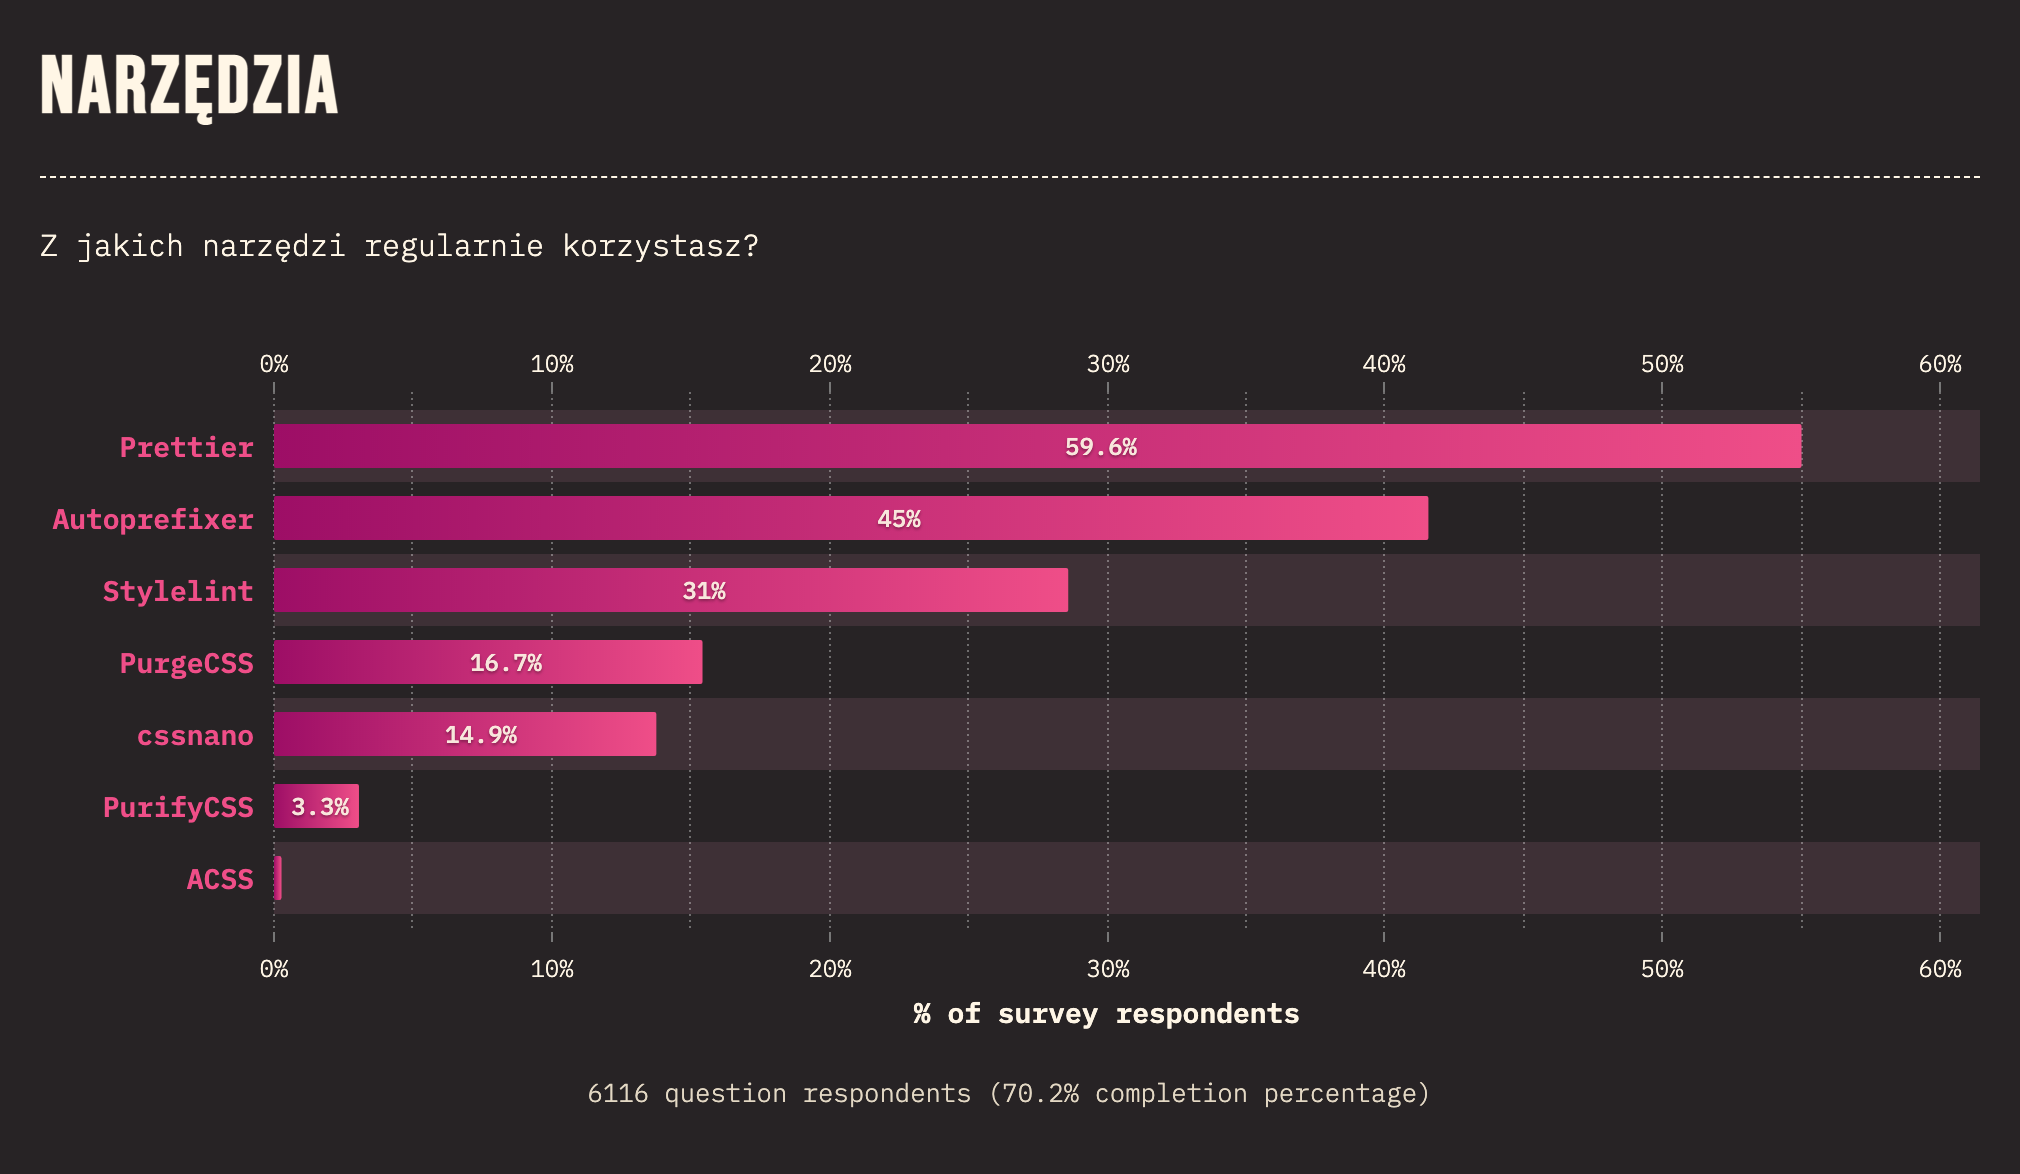 NARZĘDZIA
Z jakich narzędzi regularnie korzystasz?
0% 10% 20% 30% 40% 50% 60%
Prettier 59.6%
Autoprefixer 45%
Stylelint 31%
PurgeCSS 16.7%
cssnano 14.9%
PurifyCSS 3.3%
ACSS
0% 10% 20% 30% 40% 50% 60%
% of survey respondents
6116 question respondents (70.2% completion percentage)